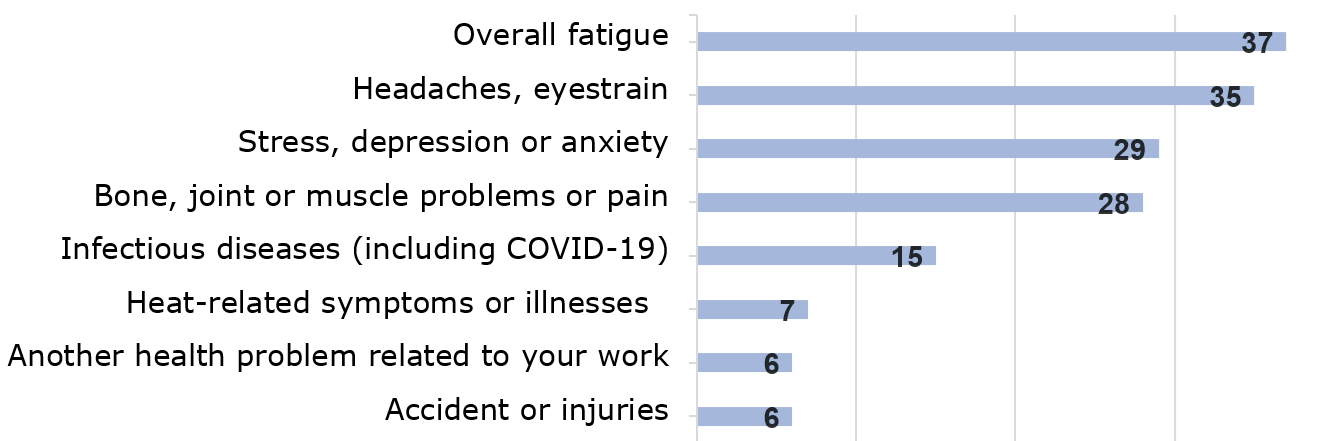 Overall fatigue 37
Headaches, eyestrain 35
Stress, depression or anxiety 29
Bone, joint or muscle problems or pain 28
Infectious diseases (including COVID-19) 15
Heat-related symptoms or illnesses 7
Another health problem related to your work 6
Accident or injuries 6